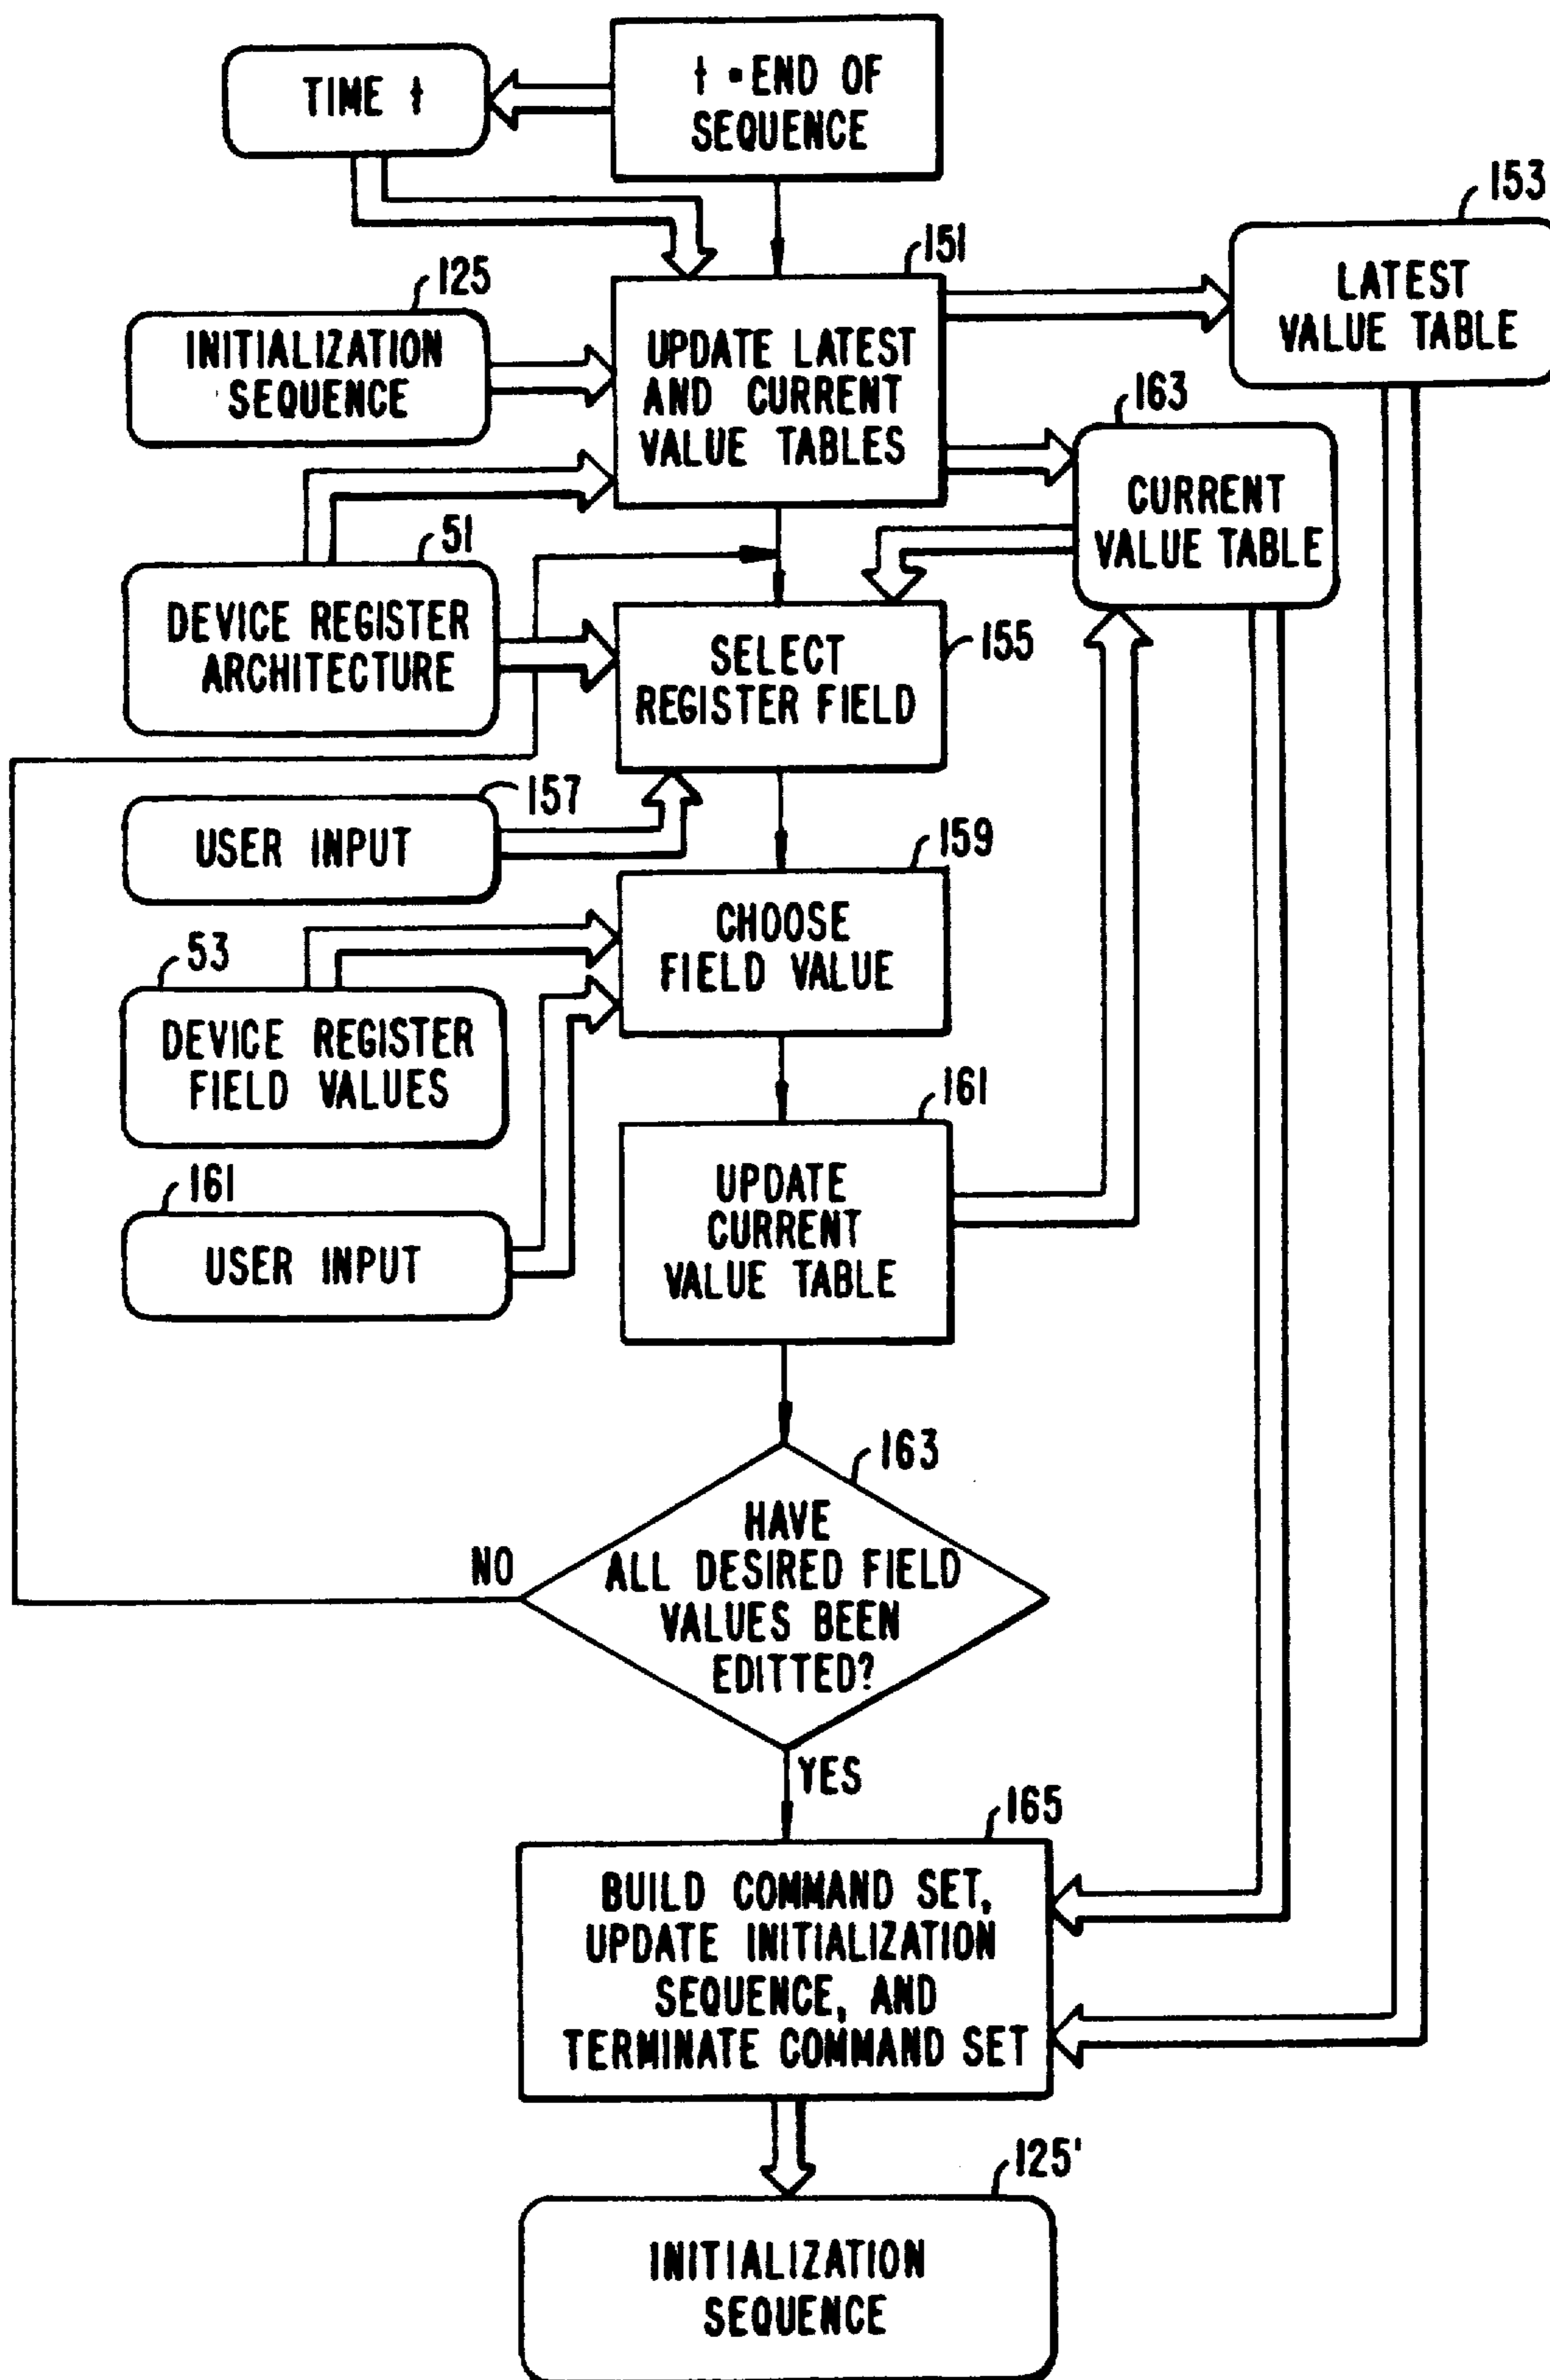 TIME t
t = END OF
SEQUENCE
153
LATEST
VALUE TABLE
151
UPDATE LATEST
AND CURRENT
VALUE TABLES
125
INITIALIZATION
SEQUENCE
163
CURRENT
VALUE TABLE
51
DEVICE REGISTER
ARCHITECTURE
155
SELECT
REGISTER FIELD
157
USER INPUT
159
CHOOSE
FIELD VALUE
53
DEVICE REGISTER
FIELD VALUES
161
UPDATE
CURRENT
VALUE TABLE
161
USER INPUT
163
HAVE
ALL DESIRED FIELD
VALUES BEEN
EDITTED?
NO
YES
165
BUILD COMMAND SET,
UPDATE INITIALIZATION
SEQUENCE, AND
TERMINATE COMMAND SET
125'
INITIALIZATION
SEQUENCE